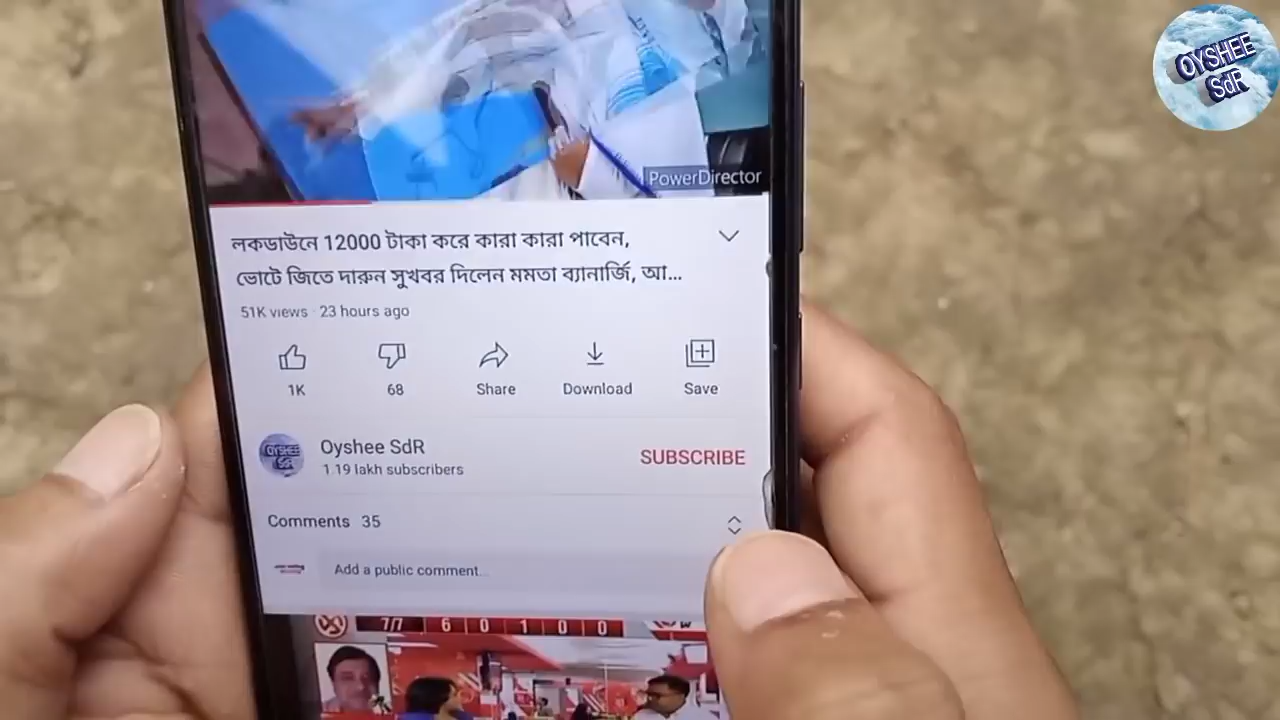 OYSHEE
SdR
PowerDirector
লকডাউনে 12000 টাকা করে কারা কারা পাবেন,
ভোটে জিতে দারুন সুখবর দিলেন মমতা ব্যানার্জি, আ...
51K views · 23 hours ago
1K
68
Share
Download
Save
OYSHEE
SdR
Oyshee SdR
1.19 lakh subscribers
SUBSCRIBE
Comments 35
Add a public comment...
7/7 6 0 1 0 0